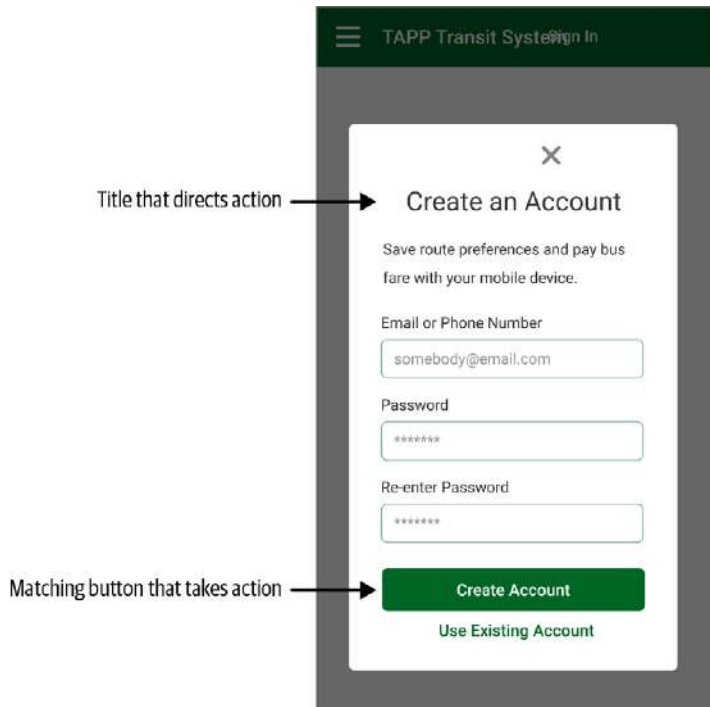 TAPP Transit System Sign In
Title that directs action
Create an Account
Save route preferences and pay bus
fare with your mobile device.
Email or Phone Number
somebody@email.com
Password
*******
Re-enter Password
*******
Matching button that takes action
Create Account
Use Existing Account